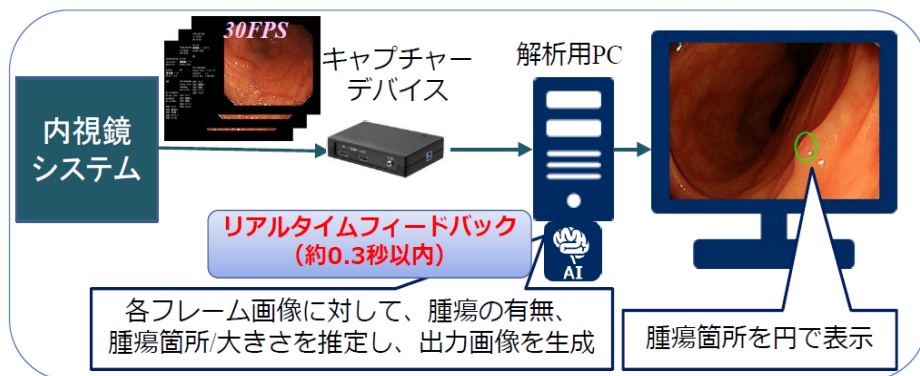 30FPS
キャプチャー
デバイス
解析用PC
内視鏡
システム
リアルタイムフィードバック
（約0.3秒以内）
AI
各フレーム画像に対して、腫瘍の有無、
腫瘍箇所/大きさを推定し、出力画像を生成
腫瘍箇所を円で表示